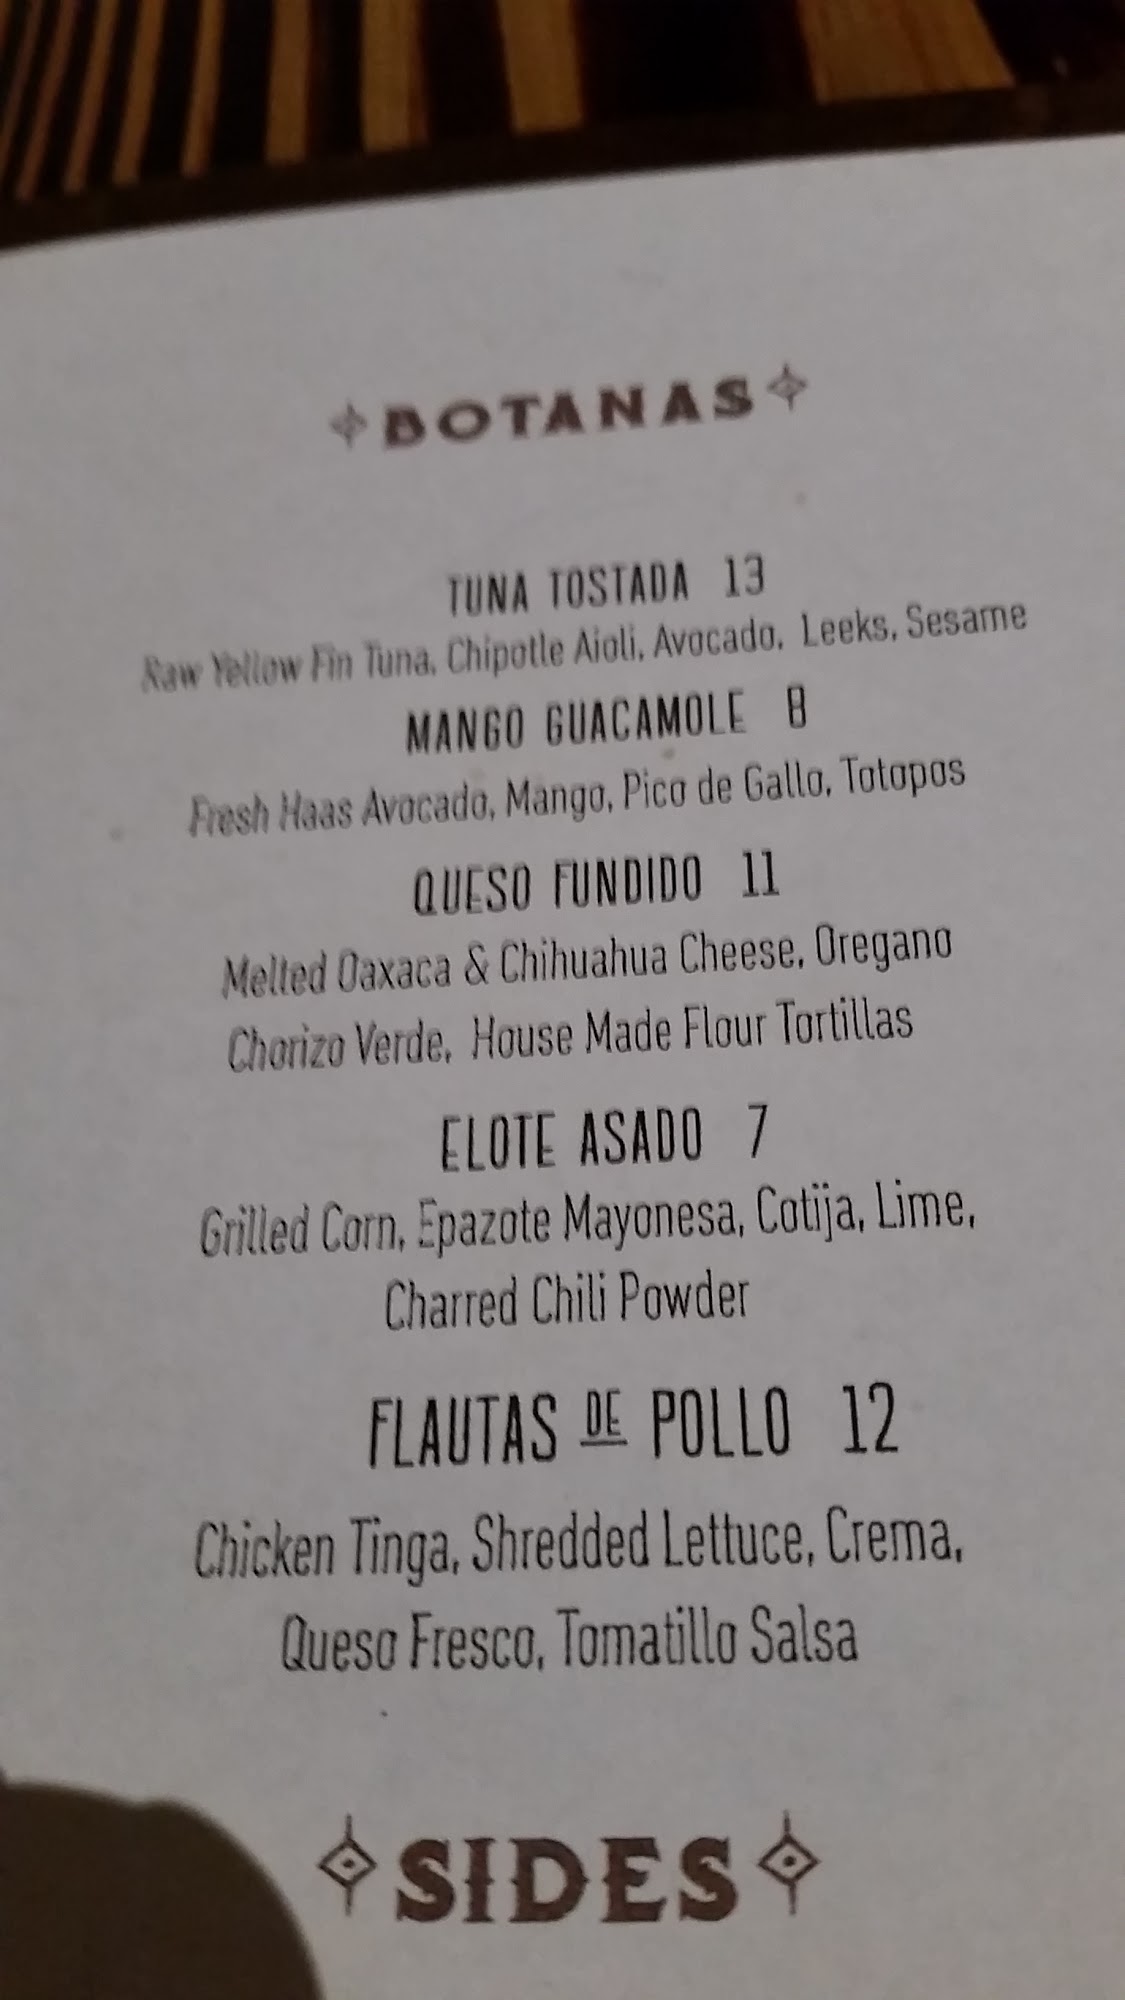 BOTANAS
TUNA TOSTADA 13
Raw Yellow Fin Tuna, Chipotle Aioli, Avocado, Leeks, Sesame
MANGO GUACAMOLE 8
Fresh Haas Avocado, Mango, Pico de Gallo, Totopos
QUESO FUNDIDO 11
Melted Oaxaca & Chihuahua Cheese, Oregano
Chorizo Verde, House Made Flour Tortillas
ELOTE ASADO 7
Grilled Corn, Epazote Mayonesa, Cotija, Lime,
Charred Chili Powder
FLAUTAS DE POLLO 12
Chicken Tinga, Shredded Lettuce, Crema,
Queso Fresco, Tomatillo Salsa
SIDES